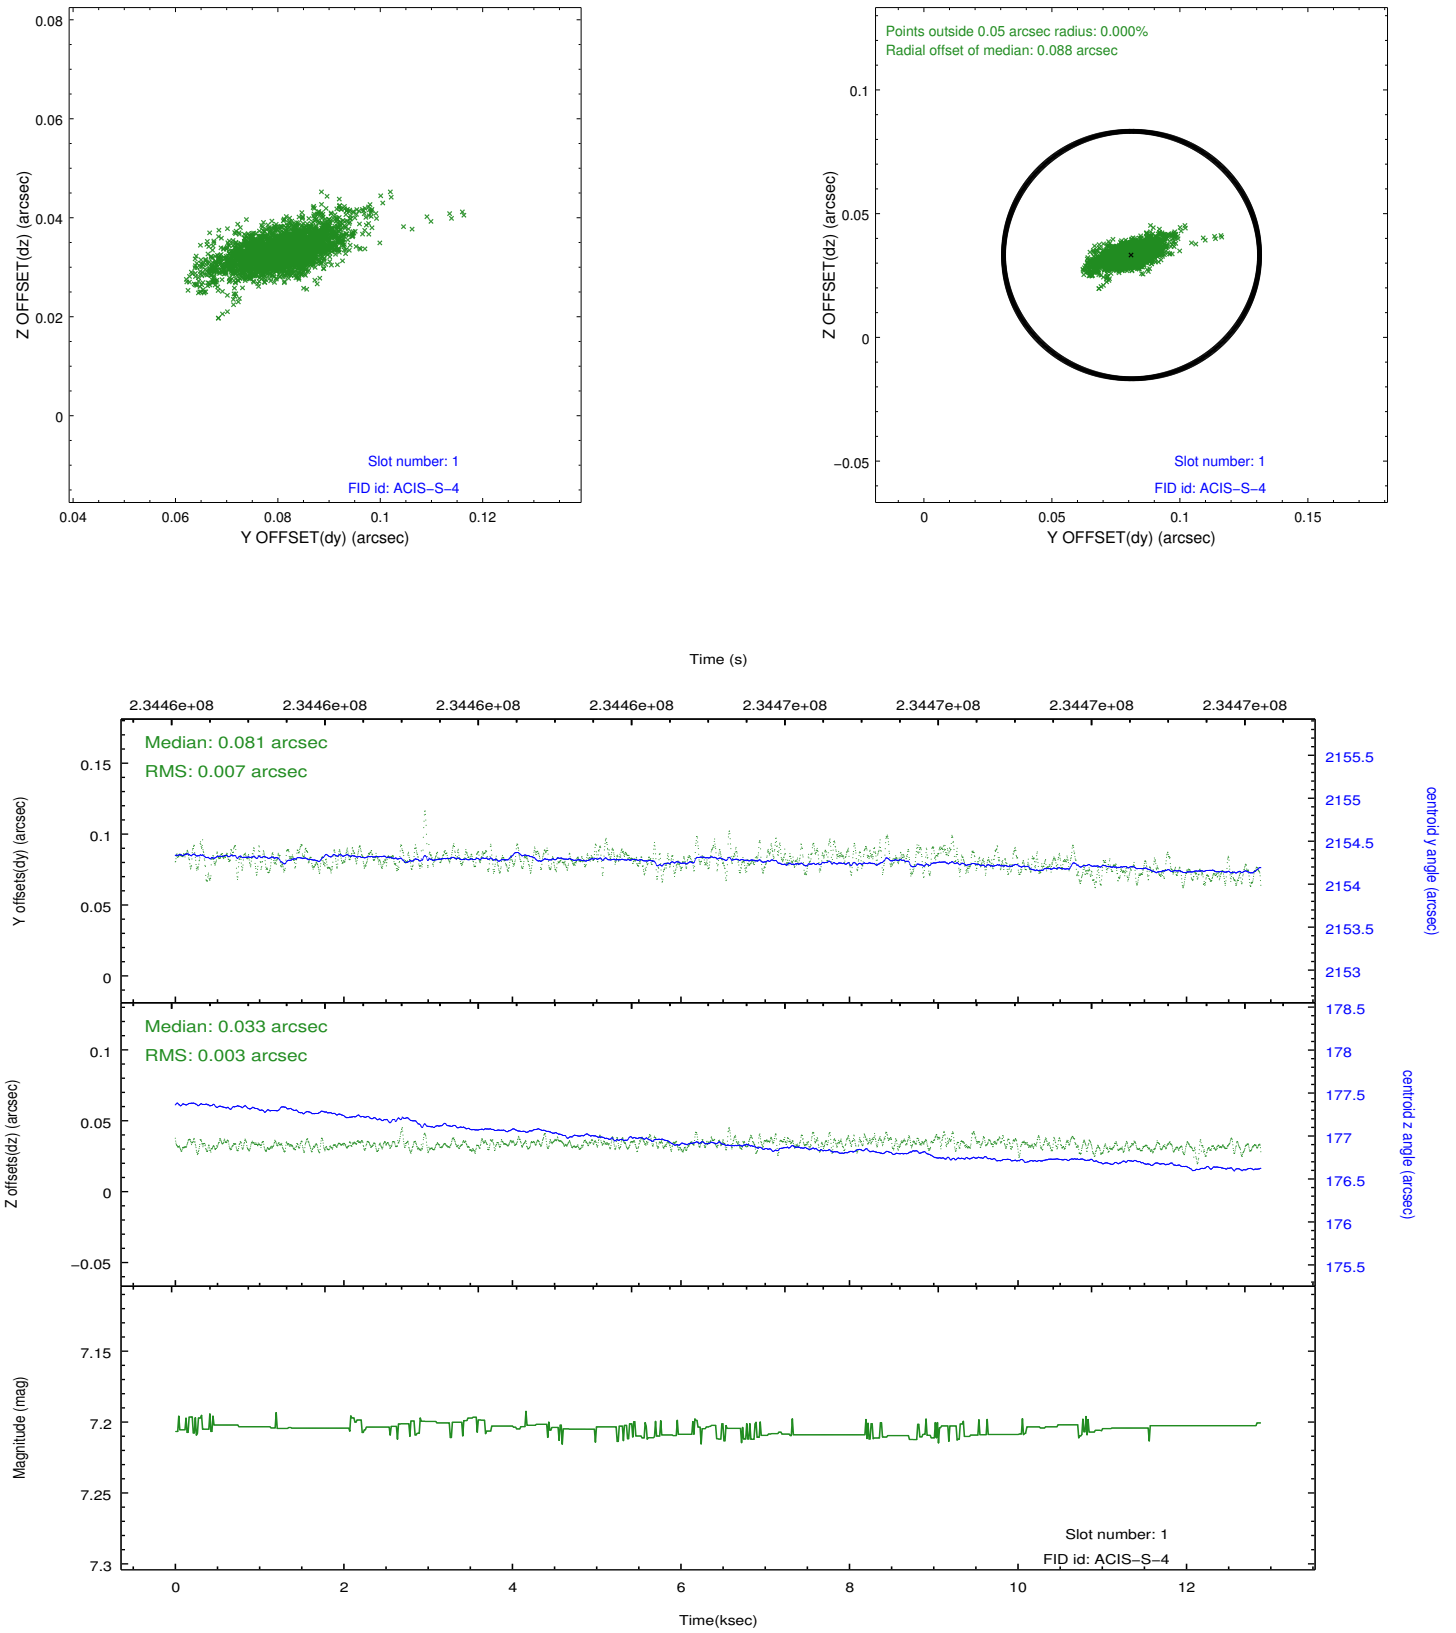 0.08
0.06
0.04
0.02
0
Z OFFSET(dz) (arcsec)
Slot number: 1
FID id: ACIS−S−4
0.04 0.06 0.08 0.1 0.12
Y OFFSET(dy) (arcsec)
Points outside 0.05 arcsec radius: 0.000%
Radial offset of median: 0.088 arcsec
0.1
0.05
0
−0.05
Z OFFSET(dz) (arcsec)
Slot number: 1
FID id: ACIS−S−4
0 0.05 0.1 0.15
Y OFFSET(dy) (arcsec)
Time (s)
2.3446e+08 2.3446e+08 2.3446e+08 2.3446e+08 2.3447e+08 2.3447e+08 2.3447e+08 2.3447e+08
Median: 0.081 arcsec
RMS: 0.007 arcsec
0.15
0.1
0.05
0
Y offsets(dy) (arcsec)
2155.5
2155
2154.5
2154
2153.5
2153
centroid y angle (arcsec)
Median: 0.033 arcsec
RMS: 0.003 arcsec
0.1
0.05
0
−0.05
Z offsets(dz) (arcsec)
178.5
178
177.5
177
176.5
176
175.5
centroid z angle (arcsec)
7.15
7.2
7.25
7.3
Magnitude (mag)
Slot number: 1
FID id: ACIS−S−4
0 2 4 6 8 10 12
Time(ksec)